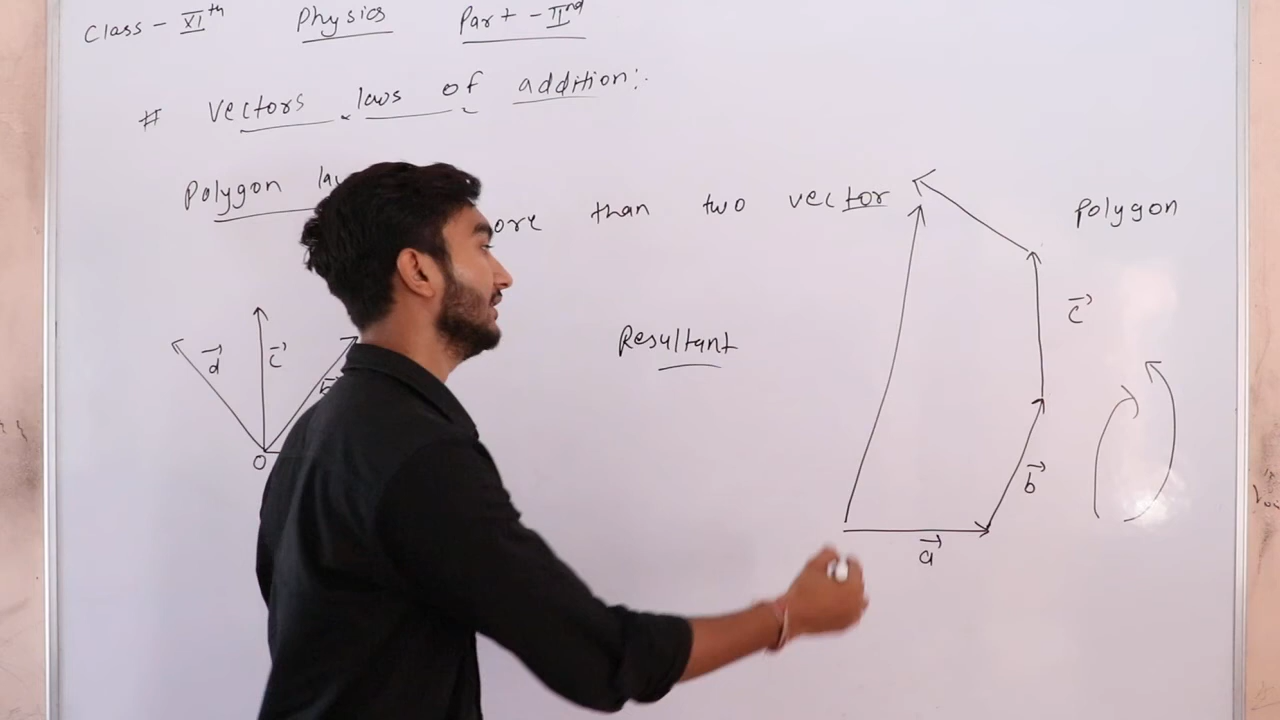 Class - XIth Physics Part - IInd
# Vectors laws of addition:
Polygon
than two vector
Polygon
d c
Resultant
c
O
b
a